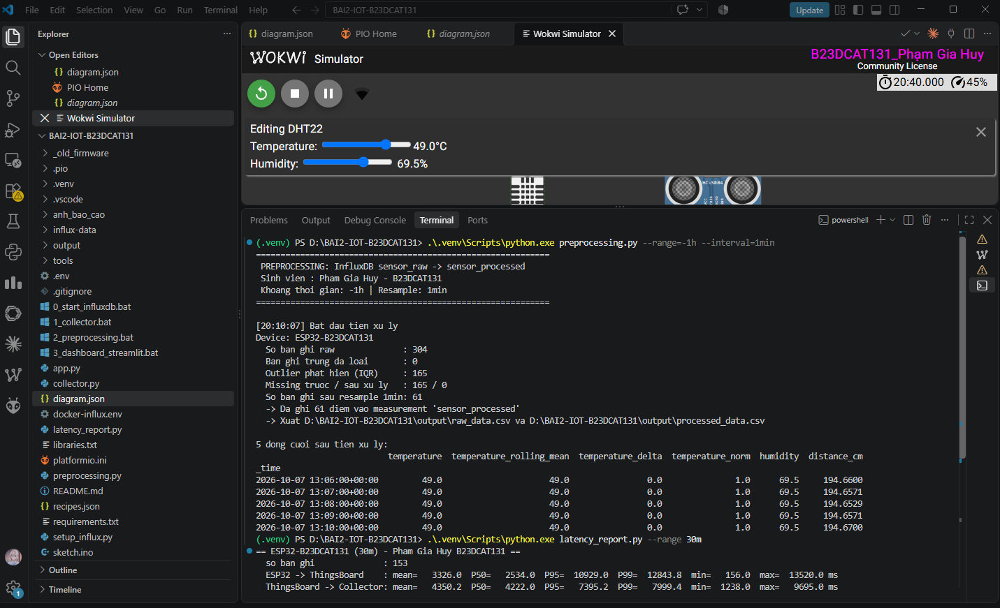 File Edit Selection View Go Run Terminal Help
BAI2-IOT-B23DCAT131
Update
Explorer
Open Editors
{} diagram.json
PIO Home
{} diagram.json
Wokwi Simulator
BAI2-IOT-B23DCAT131
_old_firmware
.pio
.venv
.vscode
anh_bao_cao
influx-data
output
tools
.env
.gitignore
0_start_influxdb.bat
1_collector.bat
2_preprocessing.bat
3_dashboard_streamlit.bat
app.py
collector.py
{} diagram.json
docker-influx.env
latency_report.py
libraries.txt
platformio.ini
preprocessing.py
README.md
{} recipes.json
requirements.txt
setup_influx.py
sketch.ino
Outline
Timeline
1
{} diagram.json PIO Home {} diagram.json Wokwi Simulator
WOKWI Simulator
B23DCAT131_Phạm Gia Huy
Community License
20:40.000 45%
Editing DHT22
Temperature: 49.0°C
Humidity: 69.5%
HC-SR04
Problems Output Debug Console Terminal Ports
powershell
(.venv) PS D:\BAI2-IOT-B23DCAT131> .\.venv\Scripts\python.exe preprocessing.py --range=-1h --interval=1min
============================================================
PREPROCESSING: InfluxDB sensor_raw -> sensor_processed
Sinh vien : Pham Gia Huy - B23DCAT131
Khoang thoi gian: -1h | Resample: 1min
============================================================
[20:10:07] Bat dau tien xu ly
Device: ESP32-B23DCAT131
So ban ghi raw : 304
Ban ghi trung da loai : 0
Outlier phat hien (IQR) : 165
Missing truoc / sau xu ly : 165 / 0
So ban ghi sau resample 1min: 61
-> Da ghi 61 diem vao measurement 'sensor_processed'
-> Xuat D:\BAI2-IOT-B23DCAT131\output\raw_data.csv va D:\BAI2-IOT-B23DCAT131\output\processed_data.csv
5 dong cuoi sau tien xu ly:
temperature temperature_rolling_mean temperature_delta temperature_norm humidity distance_cm
_time
2026-10-07 13:06:00+00:00 49.0 49.0 0.0 1.0 69.5 194.6600
2026-10-07 13:07:00+00:00 49.0 49.0 0.0 1.0 69.5 194.6571
2026-10-07 13:08:00+00:00 49.0 49.0 0.0 1.0 69.5 194.6529
2026-10-07 13:09:00+00:00 49.0 49.0 0.0 1.0 69.5 194.6571
2026-10-07 13:10:00+00:00 49.0 49.0 0.0 1.0 69.5 194.6700
(.venv) PS D:\BAI2-IOT-B23DCAT131> .\.venv\Scripts\python.exe latency_report.py --range 30m
== ESP32-B23DCAT131 (30m) - Pham Gia Huy B23DCAT131 ==
so ban ghi : 153
ESP32 -> ThingsBoard : mean= 3326.0 P50= 2534.0 P95= 10929.0 P99= 12843.8 min= 156.0 max= 13520.0 ms
ThingsBoard -> Collector: mean= 4350.2 P50= 4222.0 P95= 7395.2 P99= 7999.4 min= 1238.0 max= 9695.0 ms